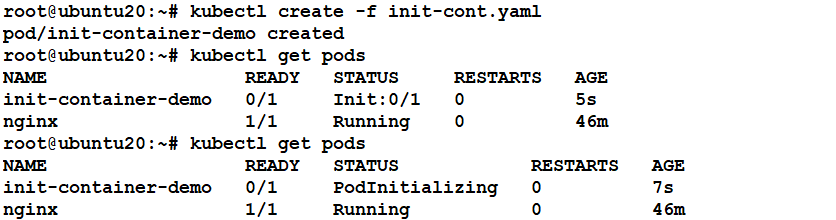 root@ubuntu20:~# kubectl create -f init-cont.yaml
pod/init-container-demo created
root@ubuntu20:~# kubectl get pods
NAME                  READY   STATUS     RESTARTS   AGE
init-container-demo   0/1     Init:0/1   0          5s
nginx                 1/1     Running    0          46m
root@ubuntu20:~# kubectl get pods
NAME                  READY   STATUS            RESTARTS   AGE
init-container-demo   0/1     PodInitializing   0          7s
nginx                 1/1     Running           0          46m